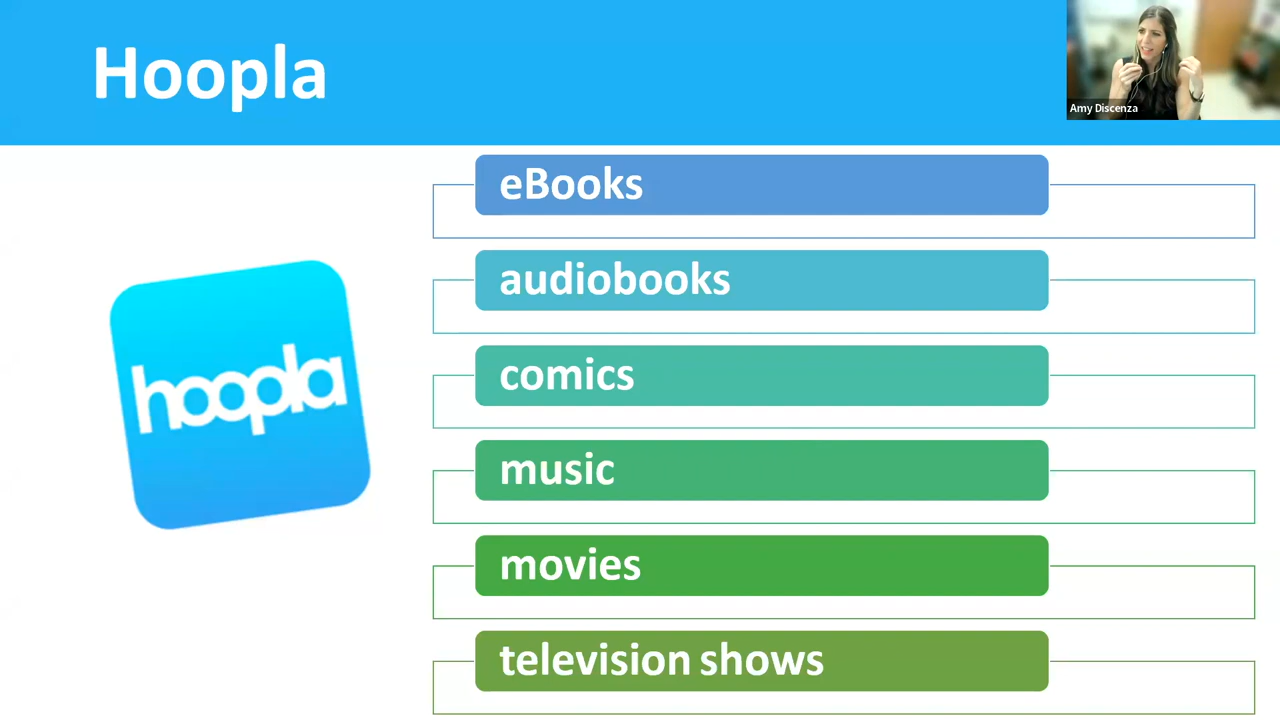 Hoopla
Amy Discenza
eBooks
audiobooks
comics
hoopla
music
movies
television shows